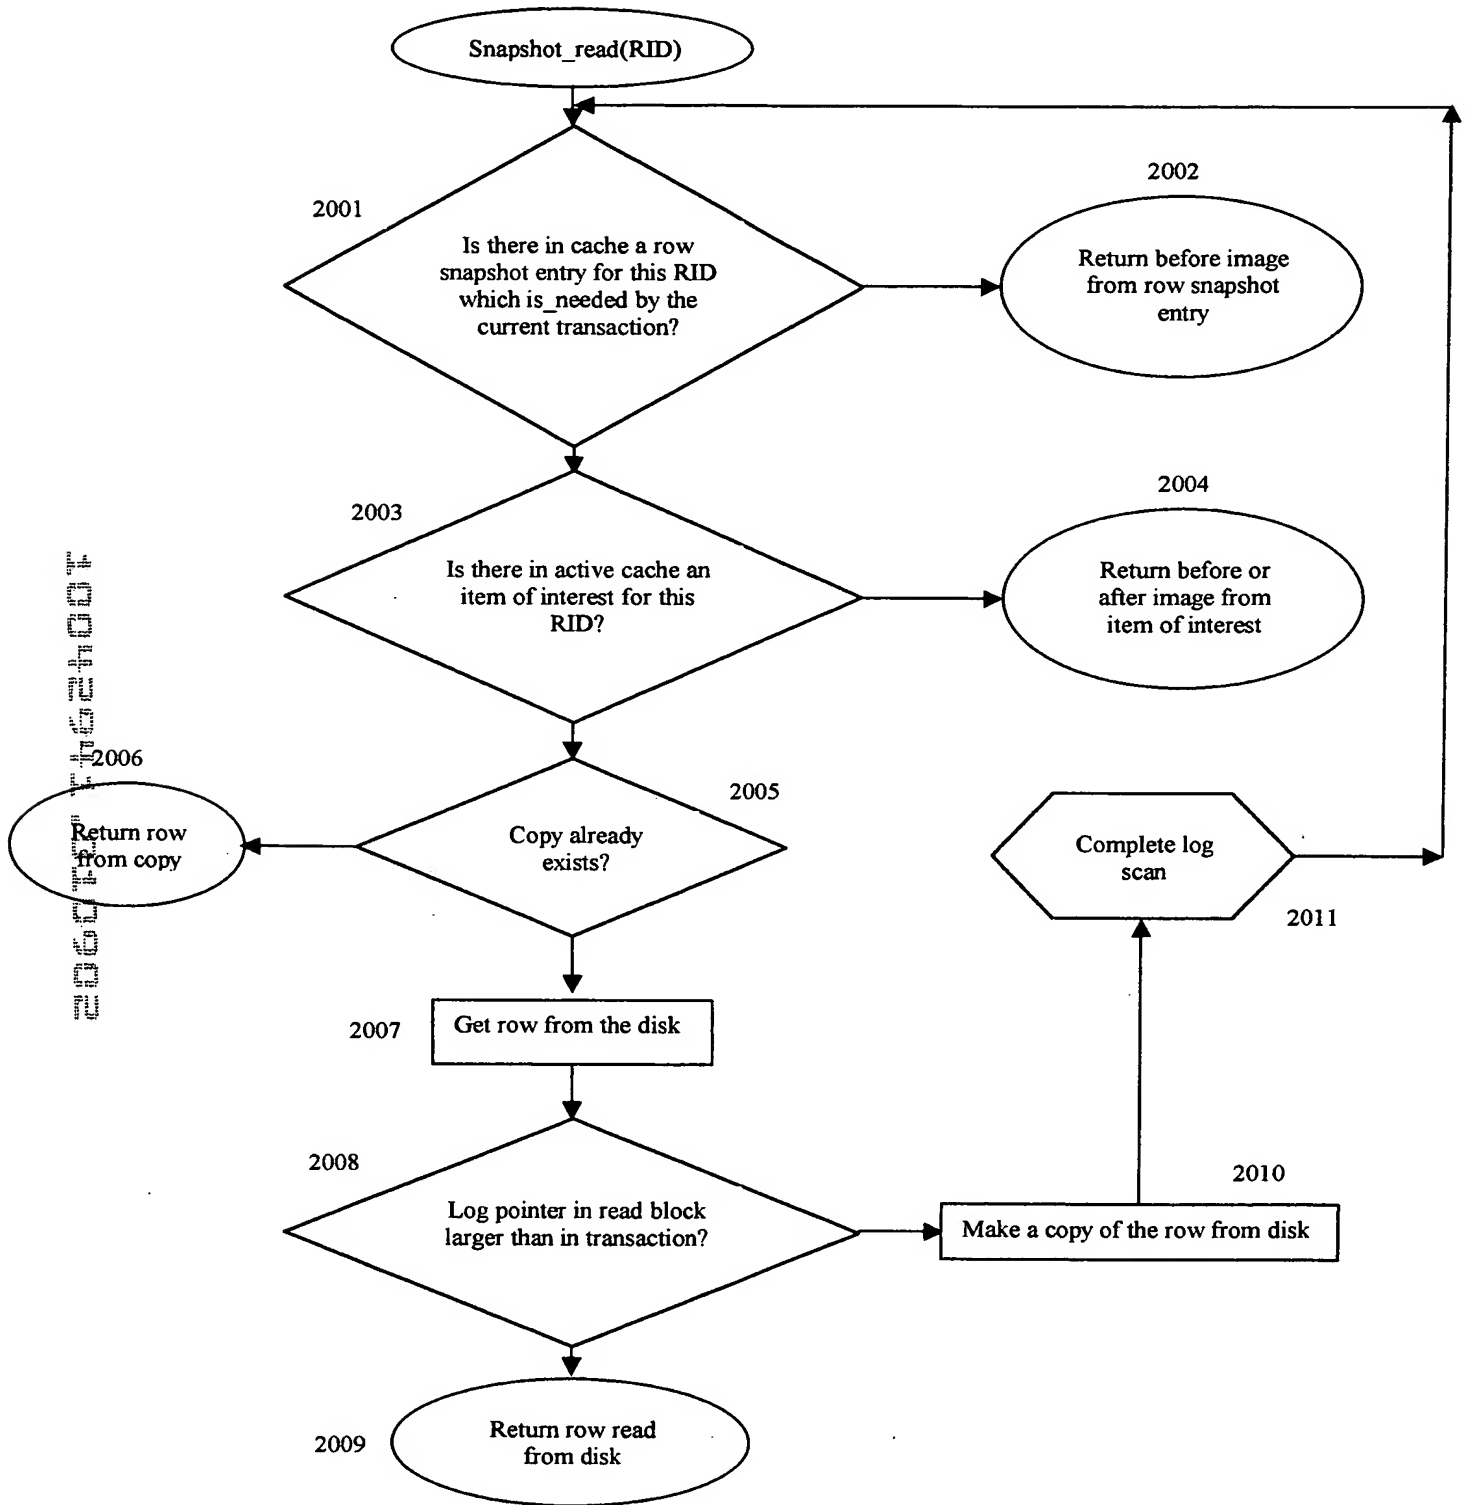 Snapshot_read(RID)
2002
2001
Is there in cache a row
snapshot entry for this RID
which is_needed by the
current transaction?
Return before image
from row snapshot
entry
2004
2003
Is there in active cache an
item of interest for this
RID?
Return before or
after image from
item of interest
2006
2005
Return row
from copy
Copy already
exists?
Complete log
scan
2011
2007
Get row from the disk
2008
2010
Log pointer in read block
larger than in transaction?
Make a copy of the row from disk
2009
Return row read
from disk